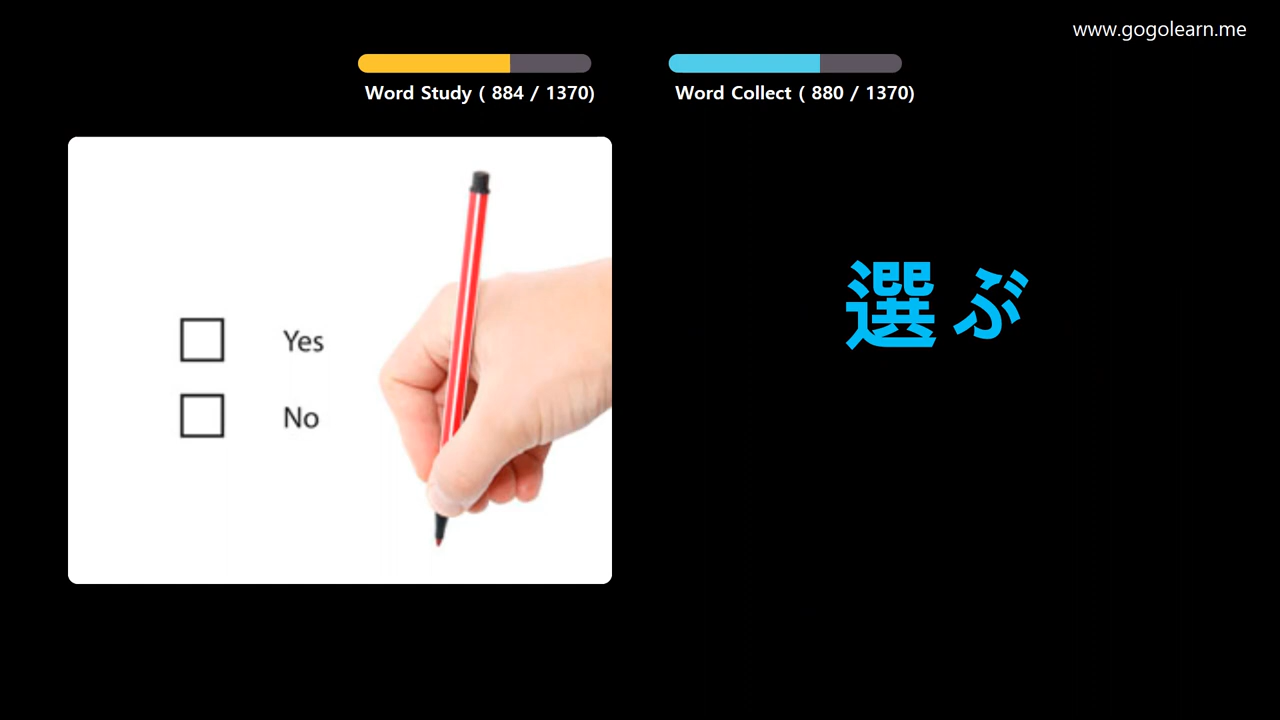 www.gogolearn.me
Word Study ( 884 / 1370)
Word Collect ( 880 / 1370)
選ぶ
Yes
No